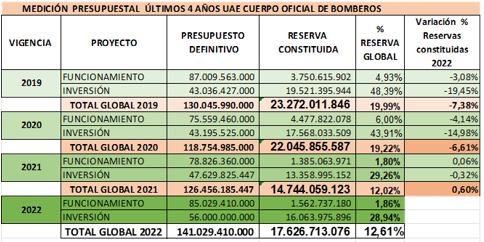 MEDICIÓN PRESUPUESTAL ÚLTIMOS 4 AÑOS UAE CUERPO OFICIAL DE BOMBEROS
VIGENCIA PROYECTO PRESUPUESTO DEFINITIVO RESERVA CONSTITUIDA % RESERVA GLOBAL Variación % Reservas constituidas 2022
2019 FUNCIONAMIENTO 87.009.563.000 3.750.615.902 4,93% -3,08%
INVERSIÓN 43.036.427.000 19.521.395.944 48,39% -19,45%
TOTAL GLOBAL 2019 130.045.990.000 23.272.011.846 19,99% -7,38%
2020 FUNCIONAMIENTO 75.559.460.000 4.477.822.078 6,00% -4,14%
INVERSIÓN 43.195.525.000 17.568.033.509 43,91% -14,98%
TOTAL GLOBAL 2020 118.754.985.000 22.045.855.587 19,22% -6,61%
2021 FUNCIONAMIENTO 78.826.360.000 1.385.063.971 1,80% 0,06%
INVERSIÓN 47.629.825.447 13.358.995.152 29,26% -0,32%
TOTAL GLOBAL 2021 126.456.185.447 14.744.059.123 12,02% 0,60%
2022 FUNCIONAMIENTO 85.029.410.000 1.562.737.180 1,86%
INVERSIÓN 56.000.000.000 16.063.975.896 28,94%
TOTAL GLOBAL 2022 141.029.410.000 17.626.713.076 12,61%